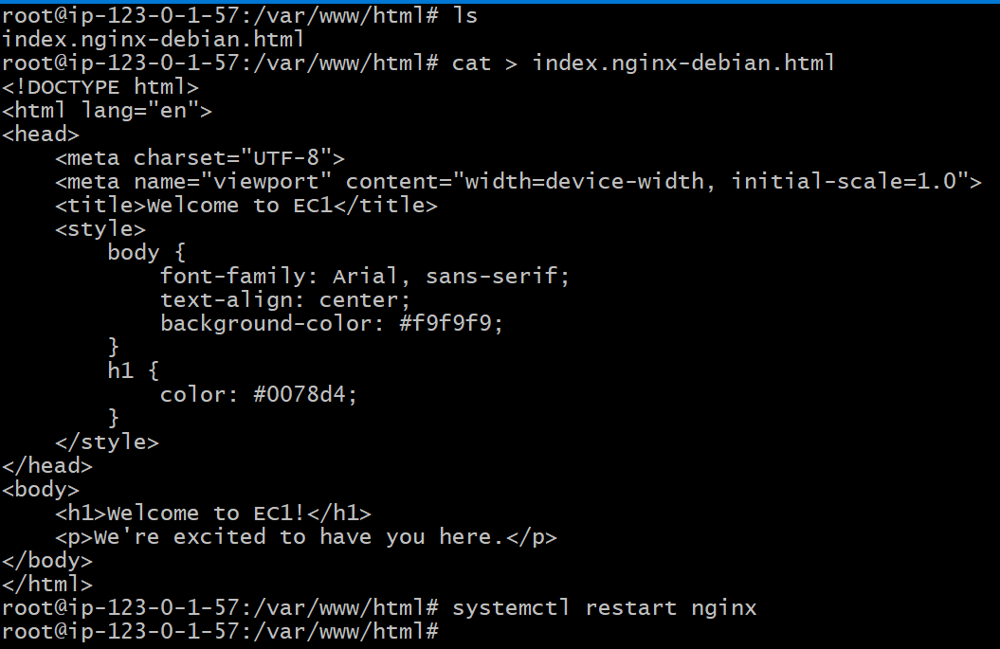 root@ip-123-0-1-57:/var/www/html# ls
index.nginx-debian.html
root@ip-123-0-1-57:/var/www/html# cat > index.nginx-debian.html
<!DOCTYPE html>
<html lang="en">
<head>
    <meta charset="UTF-8">
    <meta name="viewport" content="width=device-width, initial-scale=1.0">
    <title>Welcome to EC1</title>
    <style>
        body {
            font-family: Arial, sans-serif;
            text-align: center;
            background-color: #f9f9f9;
        }
        h1 {
            color: #0078d4;
        }
    </style>
</head>
<body>
    <h1>Welcome to EC1!</h1>
    <p>We're excited to have you here.</p>
</body>
</html>
root@ip-123-0-1-57:/var/www/html# systemctl restart nginx
root@ip-123-0-1-57:/var/www/html#